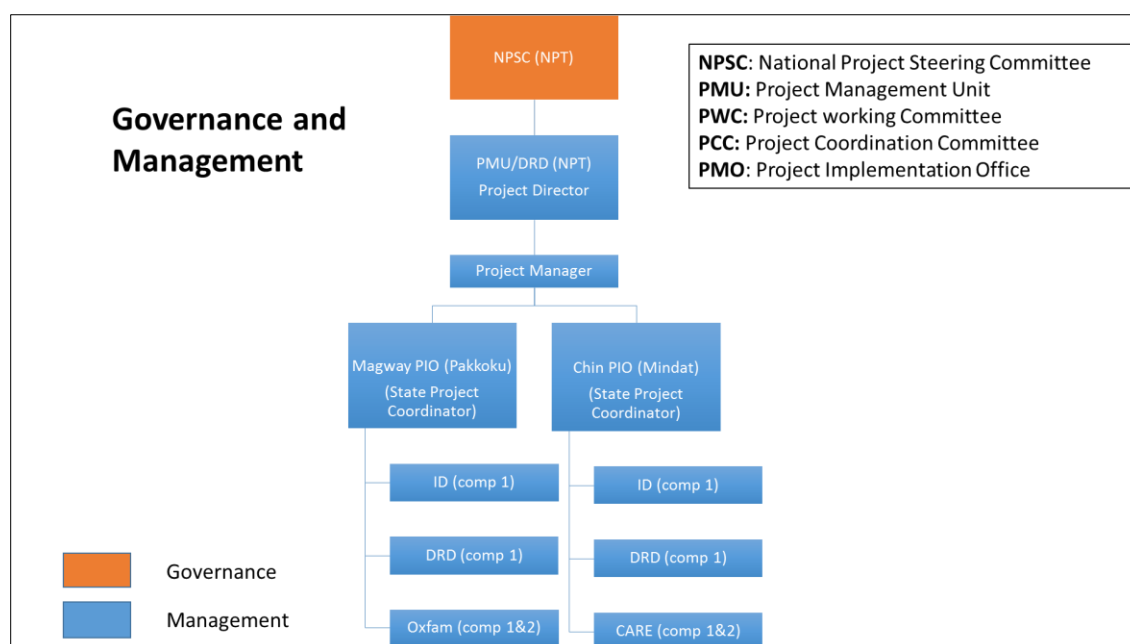 NPSC (NPT)
NPSC: National Project Steering Committee
PMU: Project Management Unit
PWC: Project working Committee
PCC: Project Coordination Committee
PMO: Project Implementation Office
Governance and
Management
PMU/DRD (NPT)
Project Director
Project Manager
Magway PIO (Pakkoku)
(State Project
Coordinator)
Chin PIO (Mindat)
(State Project
Coordinator)
ID (comp 1)
ID (comp 1)
DRD (comp 1)
DRD (comp 1)
Oxfam (comp 1&2)
CARE (comp 1&2)
Governance
Management